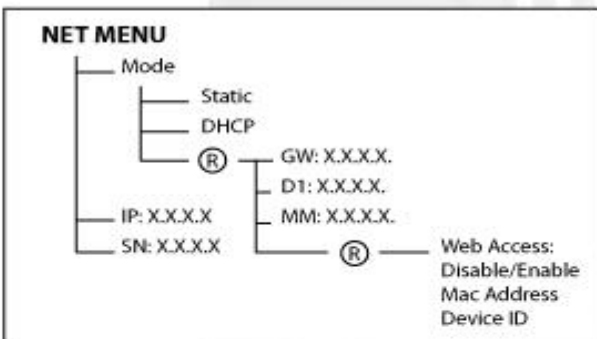 NET MENU
Mode
Static
DHCP
R GW: X.X.X.X.
D1: X.X.X.X.
IP: X.X.X.X MM: X.X.X.X.
SN: X.X.X.X R Web Access:
Disable/Enable
Mac Address
Device ID